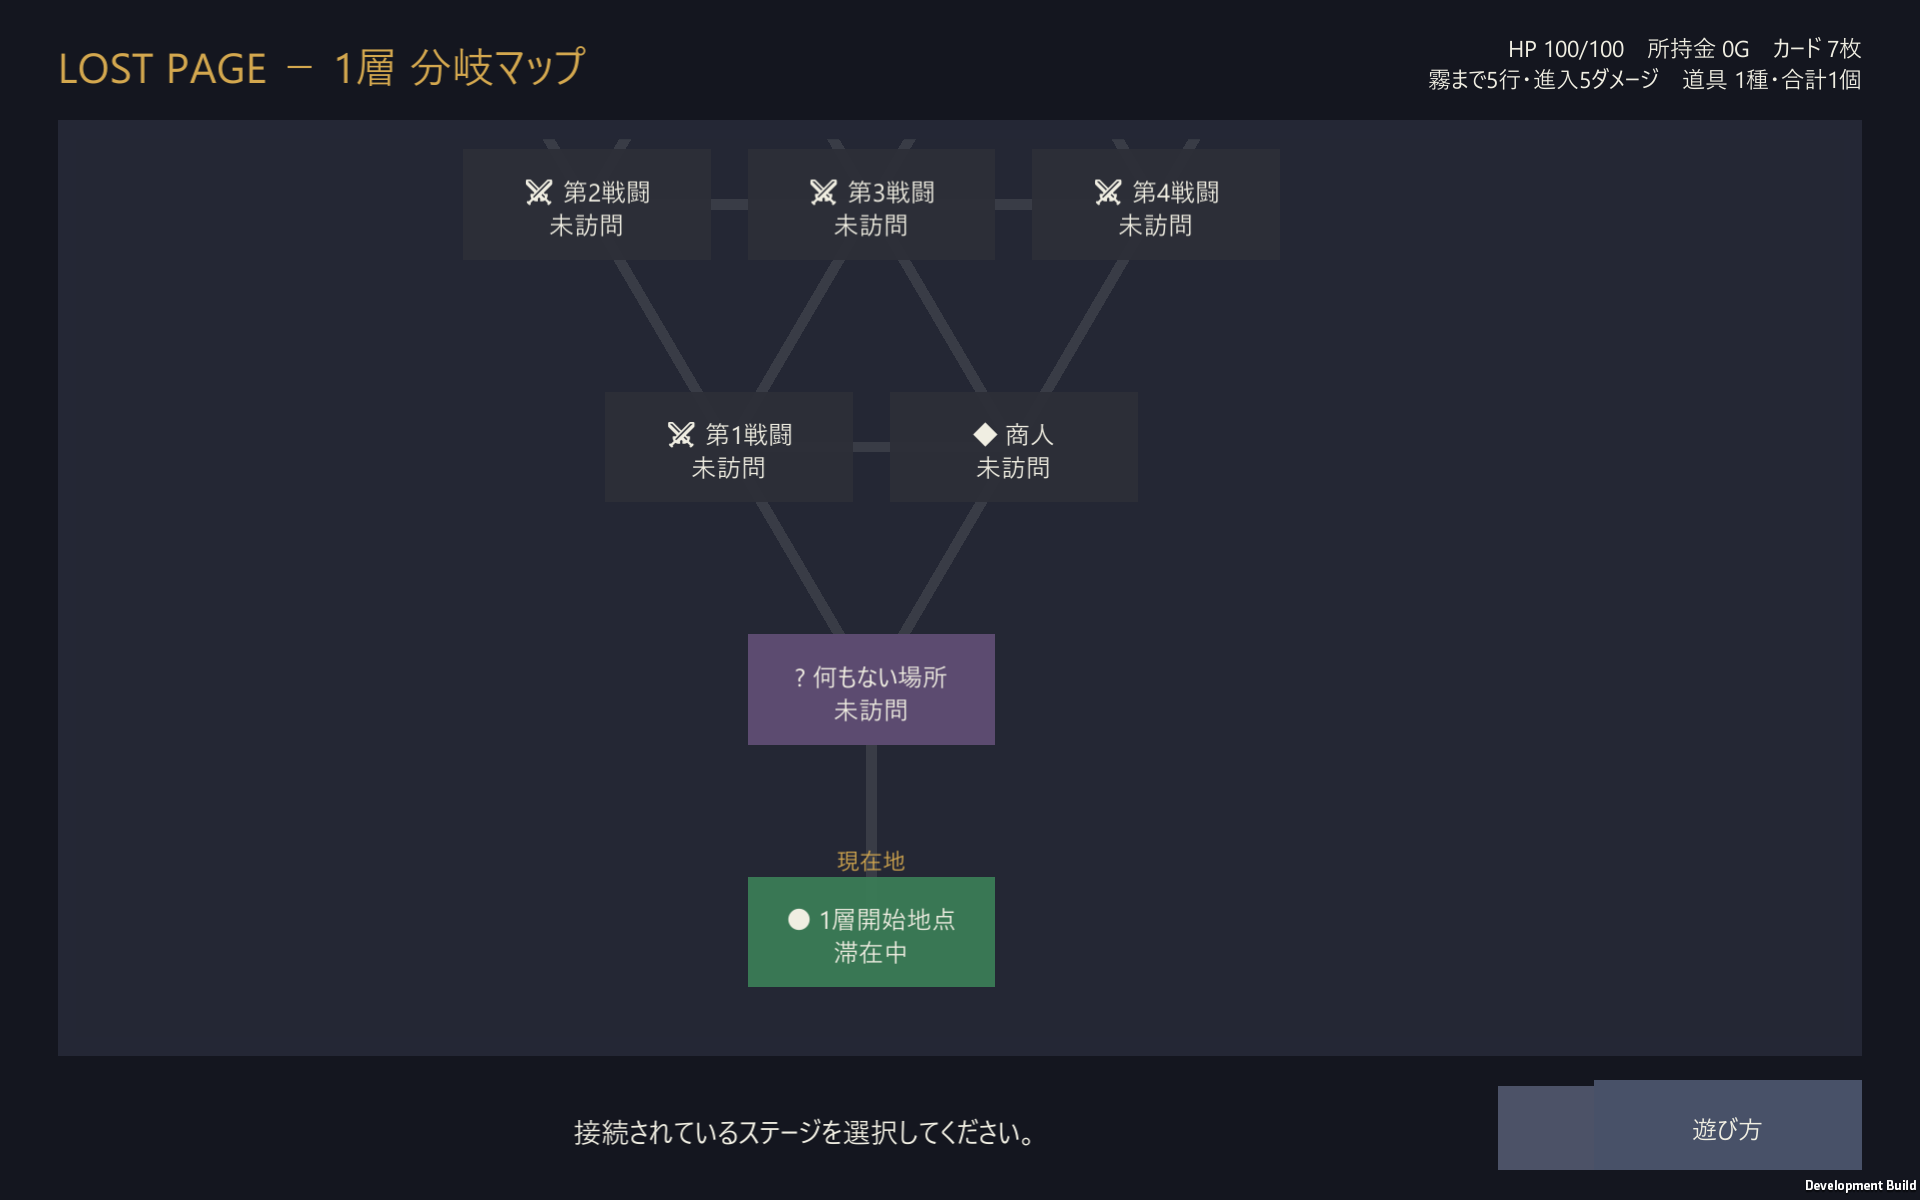 LOST PAGE － 1層 分岐マップ
HP 100/100　所持金 0G　カード 7枚
霧まで5行・進入5ダメージ　道具 1種・合計1個
第2戦闘
未訪問
第3戦闘
未訪問
第4戦闘
未訪問
第1戦闘
未訪問
◆ 商人
未訪問
? 何もない場所
未訪問
現在地
● 1層開始地点
滞在中
接続されているステージを選択してください。
遊び方
Development Build